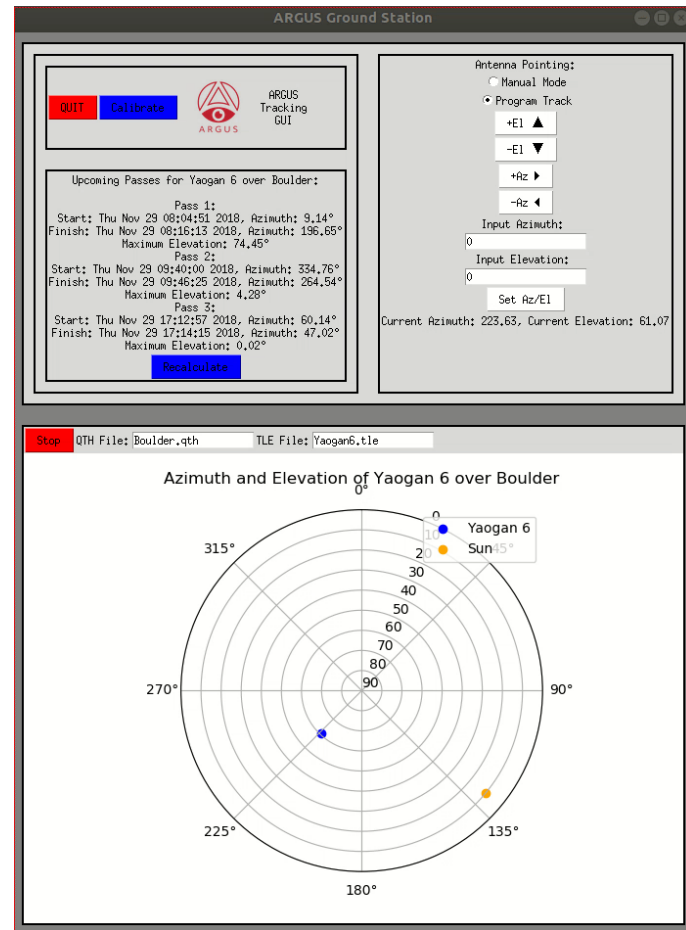 ARGUS Ground Station
QUIT
Calibrate
ARGUS
ARGUS
Tracking
GUI
Upcoming Passes for Yaogan 6 over Boulder:
Pass 1:
Start: Thu Nov 29 08:04:51 2018, Azimuth: 9.14°
Finish: Thu Nov 29 08:16:13 2018, Azimuth: 196.65°
Maximum Elevation: 74.45°
Pass 2:
Start: Thu Nov 29 09:40:00 2018, Azimuth: 334.76°
Finish: Thu Nov 29 09:46:25 2018, Azimuth: 264.54°
Maximum Elevation: 4.28°
Pass 3:
Start: Thu Nov 29 17:12:57 2018, Azimuth: 60.14°
Finish: Thu Nov 29 17:14:15 2018, Azimuth: 47.02°
Maximum Elevation: 0.02°
Recalculate
Antenna Pointing:
Manual Mode
Program Track
+El ▲
-El ▼
+Az ▶
-Az ◀
Input Azimuth:
0
Input Elevation:
0
Set Az/El
Current Azimuth: 223.63, Current Elevation: 61.07
Stop QTH File: Boulder.qth TLE File: Yaogan6.tle
Azimuth and Elevation of Yaogan 6 over Boulder
0°
45°
90°
135°
180°
225°
270°
315°
0
10
20
30
40
50
60
70
80
90
Yaogan 6
Sun